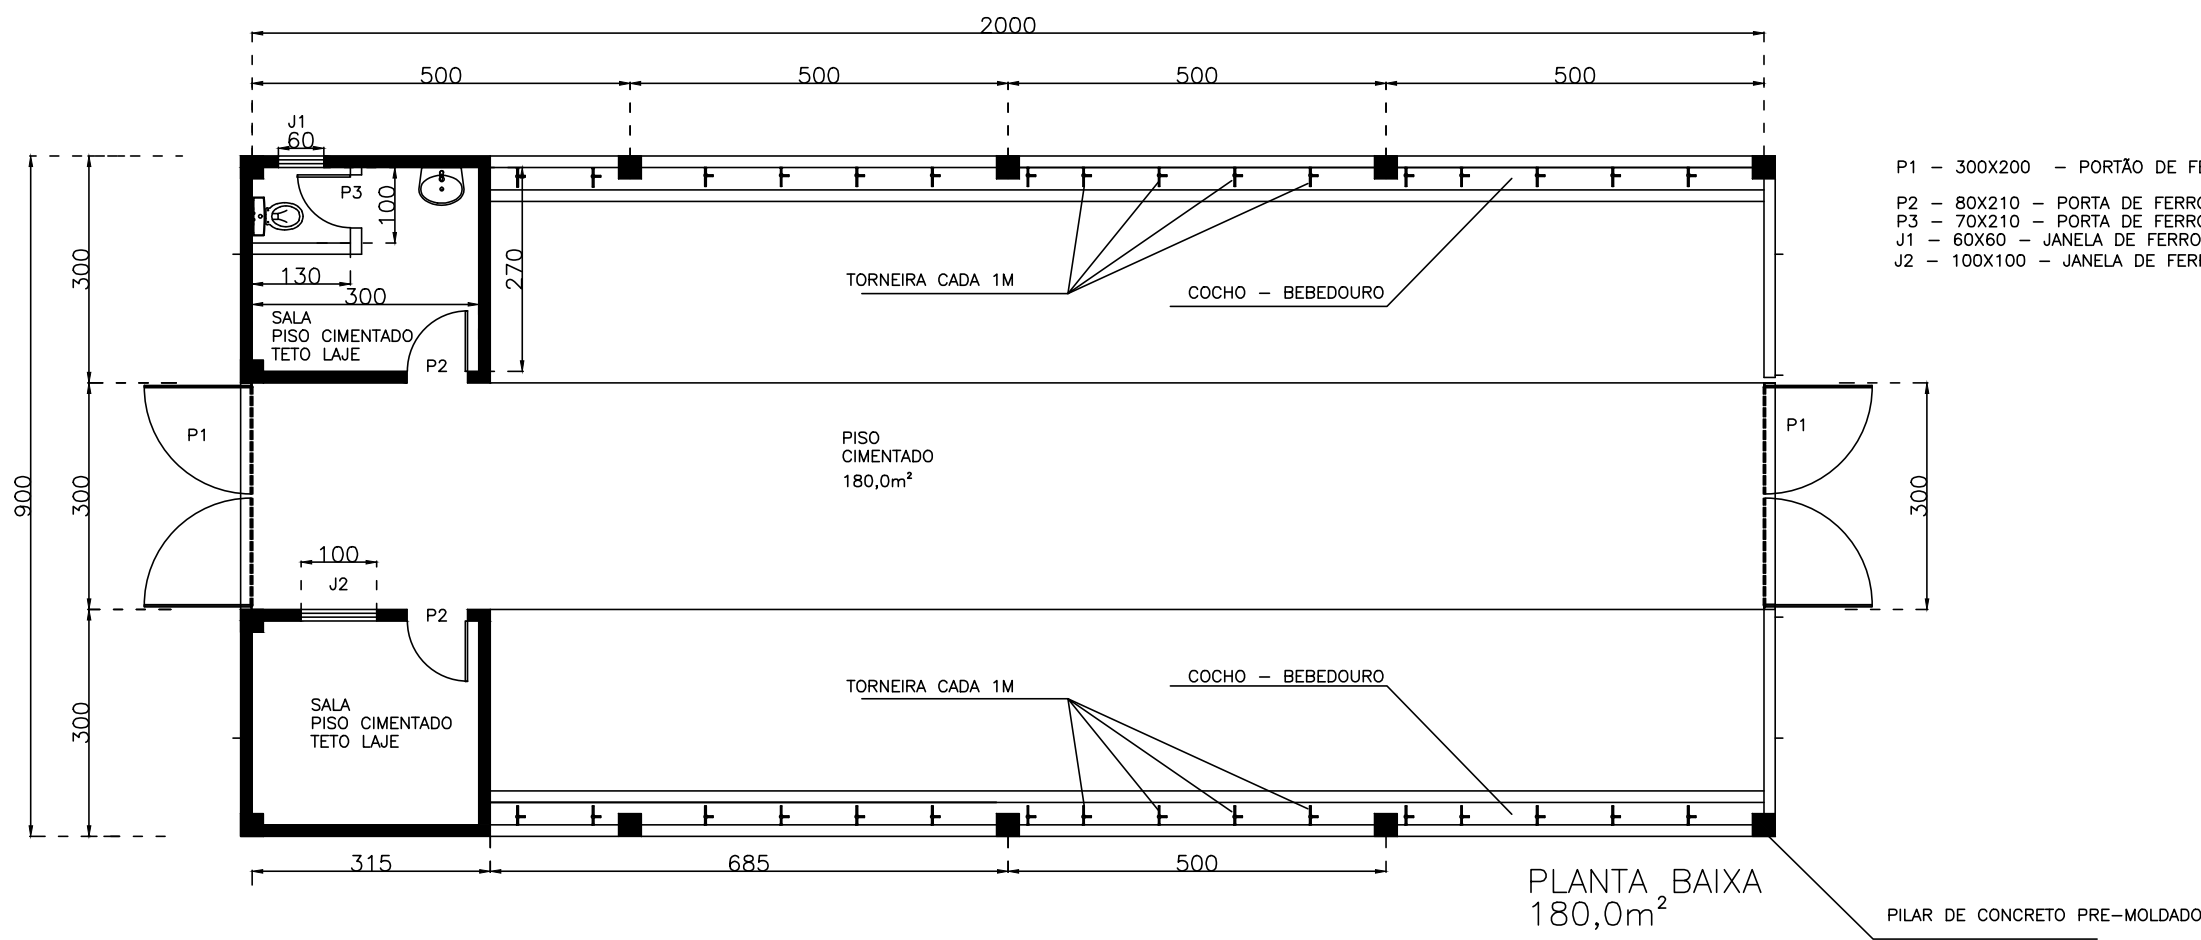 2000
500
500
500
500
J1
60
P3
100
130
300
270
SALA
PISO CIMENTADO
TETO LAJE
P2
TORNEIRA CADA 1M
COCHO – BEBEDOURO
P1 – 300X200 – PORTÃO DE
P2 – 80X210 – PORTA DE FERRO
P3 – 70X210 – PORTA DE FERRO
J1 – 60X60 – JANELA DE FERRO
J2 – 100X100 – JANELA DE
900
300
300
300
P1
PISO
CIMENTADO
180,0m²
P1
300
100
J2
P2
SALA
PISO CIMENTADO
TETO LAJE
TORNEIRA CADA 1M
COCHO – BEBEDOURO
315
685
500
PLANTA BAIXA
180,0m²
PILAR DE CONCRETO PRE–MOLDADO